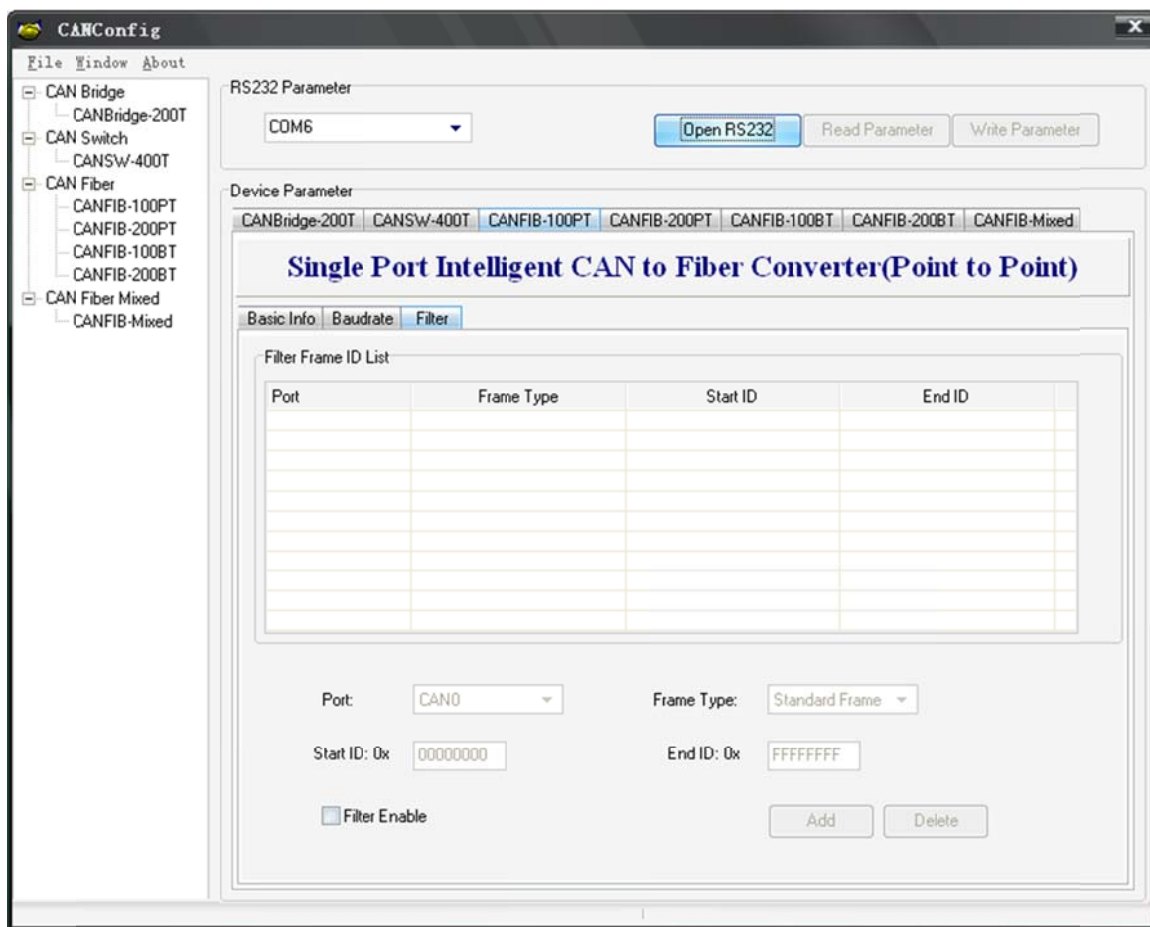 CANConfig
File Window About
CAN Bridge
CANBridge-200T
CAN Switch
CANSW-400T
CAN Fiber
CANFIB-100PT
CANFIB-200PT
CANFIB-100BT
CANFIB-200BT
CAN Fiber Mixed
CANFIB-Mixed
RS232 Parameter
COM6 Open RS232 Read Parameter Write Parameter
Device Parameter
CANBridge-200T CANSW-400T CANFIB-100PT CANFIB-200PT CANFIB-100BT CANFIB-200BT CANFIB-Mixed
Single Port Intelligent CAN to Fiber Converter(Point to Point)
Basic Info Baudrate Filter
Filter Frame ID List
Port Frame Type Start ID End ID
Port: CAN0 Frame Type: Standard Frame
Start ID: 0x 00000000 End ID: 0x FFFFFFFF
Filter Enable Add Delete